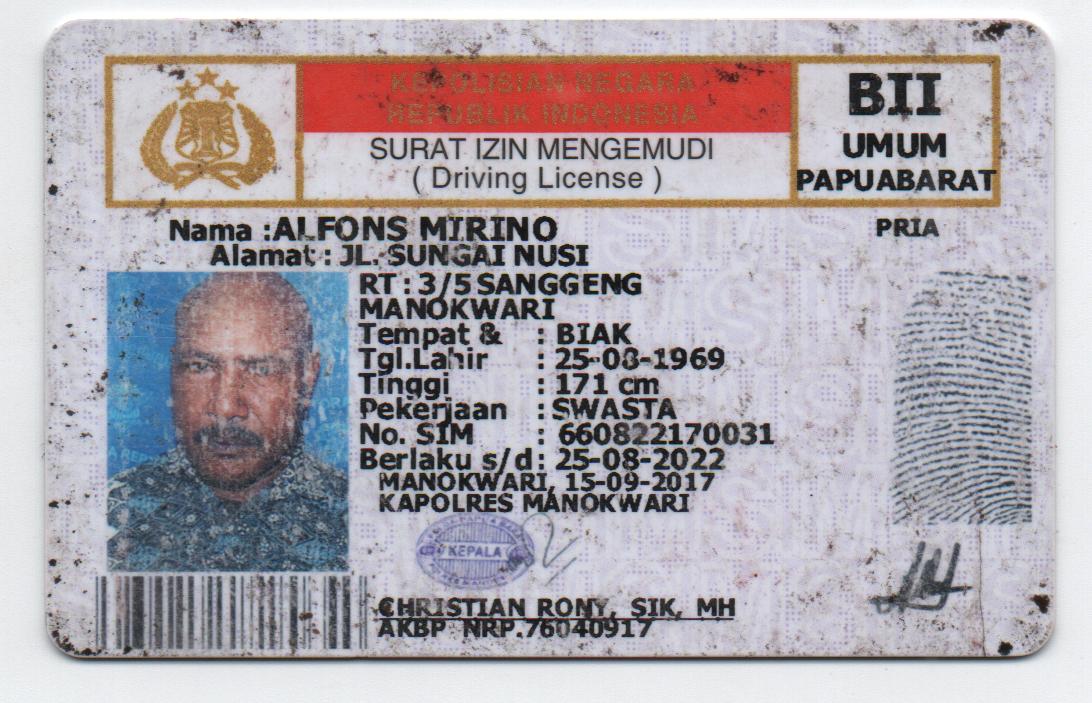 KEPOLISIAN NEGARA
REPUBLIK INDONESIA
SURAT IZIN MENGEMUDI
( Driving License )
BII
UMUM
PAPUABARAT
PRIA
Nama :ALFONS MIRINO
Alamat : JL. SUNGAI NUSI
RT : 3/5 SANGGENG
MANOKWARI
Tempat & : BIAK
Tgl.Lahir : 25-08-1969
Tinggi : 171 cm
Pekerjaan : SWASTA
No. SIM : 660822170031
Berlaku s/d : 25-08-2022
MANOKWARI, 15-09-2017
KAPOLRES MANOKWARI
KEPALA
CHRISTIAN RONY, SIK, MH
AKBP NRP.76040917